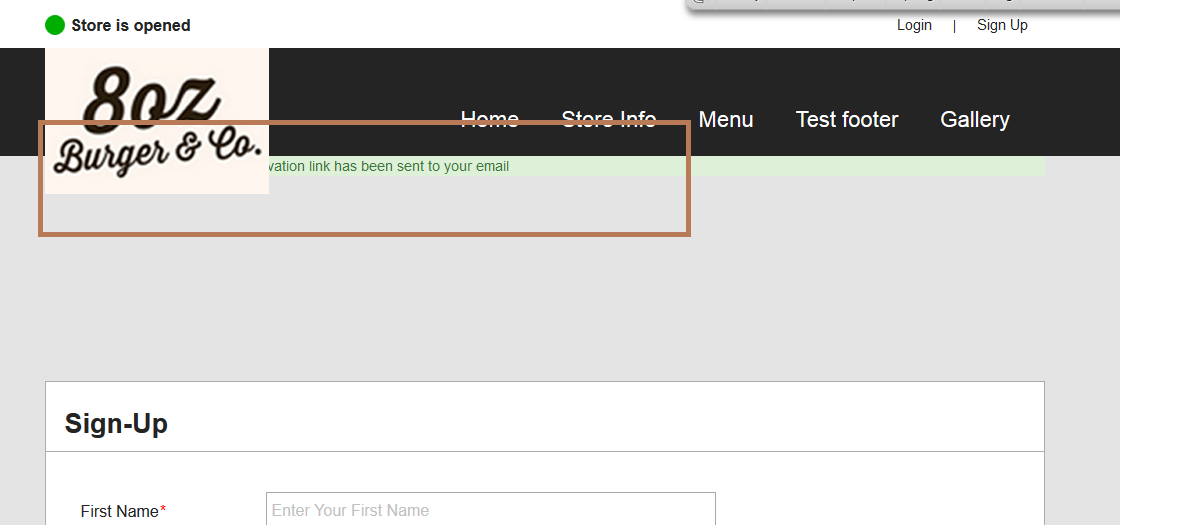 Store is opened
Login | Sign Up
8oz
Burger & Co.
Home Store Info Menu Test footer Gallery
link has been sent to your email
Sign-Up
First Name*
Enter Your First Name